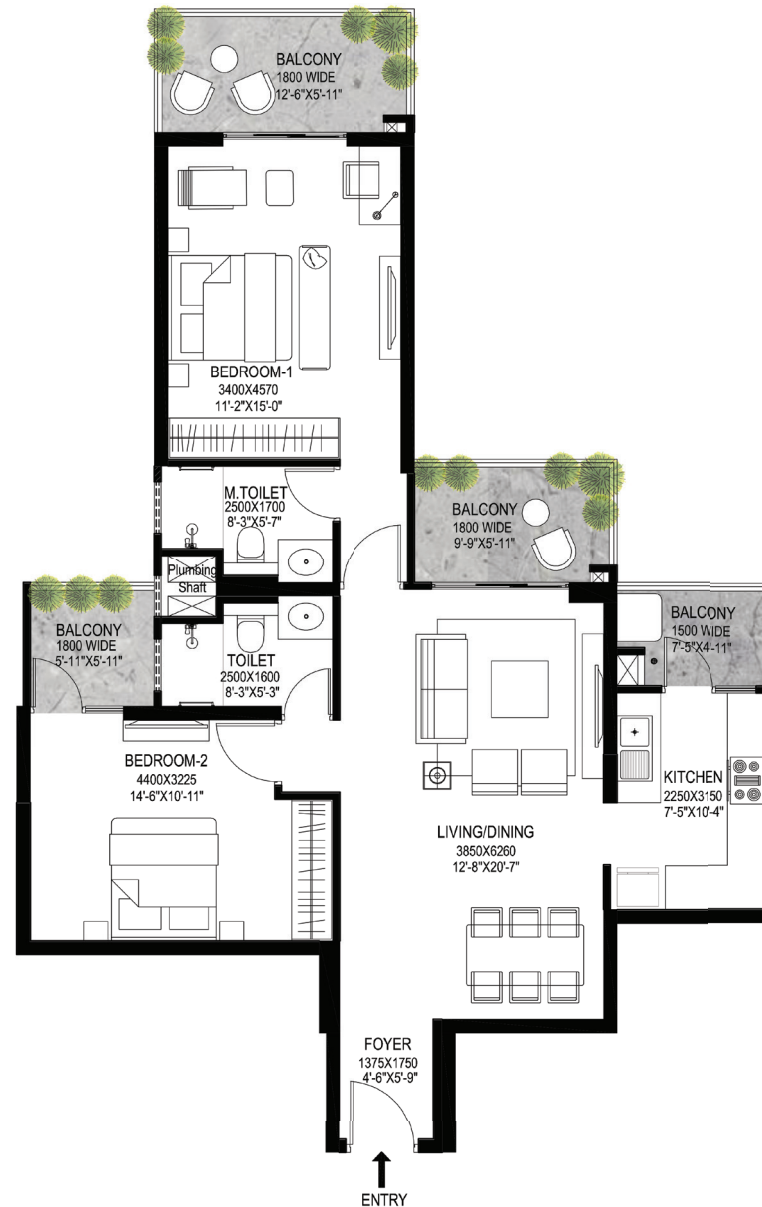 BALCONY
1800 WIDE
12'-6"X5'-11"
BEDROOM-1
3400X4570
11'-2"X15'-0"
M.TOILET
2500X1700
8'-3"X5'-7"
BALCONY
1800 WIDE
9'-9"X5'-11"
Plumbing
Shaft
BALCONY
1800 WIDE
5'-11"X5'-11"
TOILET
2500X1600
8'-3"X5'-3"
BALCONY
1500 WIDE
7'-5"X4'-11"
BEDROOM-2
4400X3225
14'-6"X10'-11"
KITCHEN
2250X3150
7'-5"X10'-4"
LIVING/DINING
3850X6260
12'-8"X20'-7"
FOYER
1375X1750
4'-6"X5'-9"
ENTRY